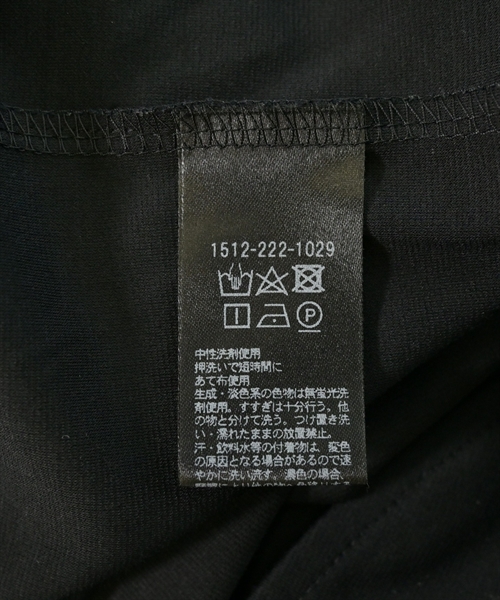 1512-222-1029
P
中性洗剤使用
押洗いで短時間に
あて布使用
生成・淡色系の色物は無蛍光洗
剤使用。すすぎは十分行う。他
の物と分けて洗う。つけ置き洗
い・濡れたままの放置禁止。
汗・飲料水等の付着物は、変色
の原因となる場合があるので速
やかに洗い流す。濃色の場合、